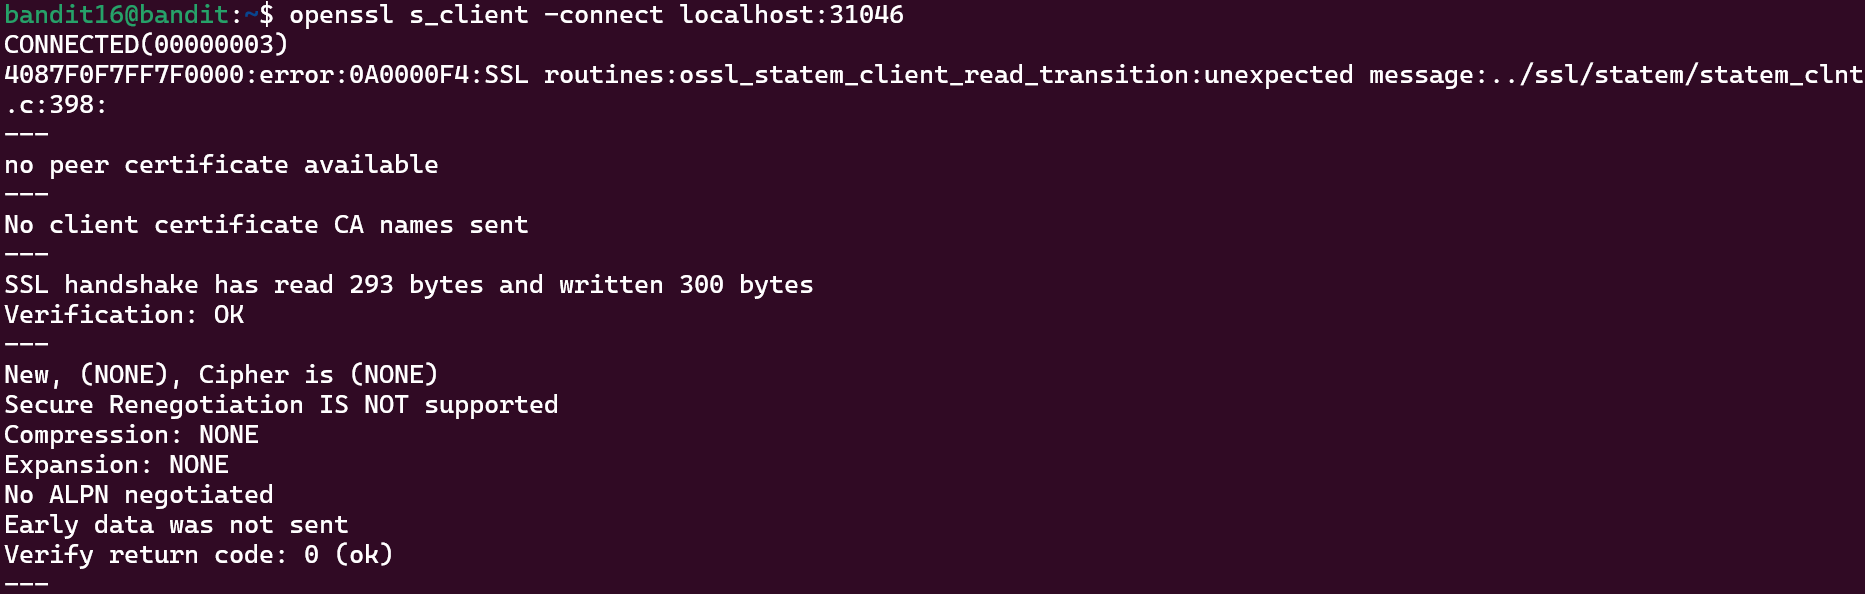 bandit16@bandit:~$ openssl s_client -connect localhost:31046
CONNECTED(00000003)
4087F0F7FF7F0000:error:0A0000F4:SSL routines:ossl_statem_client_read_transition:unexpected message:../ssl/statem/statem_clnt
.c:398:
---
no peer certificate available
---
No client certificate CA names sent
---
SSL handshake has read 293 bytes and written 300 bytes
Verification: OK
---
New, (NONE), Cipher is (NONE)
Secure Renegotiation IS NOT supported
Compression: NONE
Expansion: NONE
No ALPN negotiated
Early data was not sent
Verify return code: 0 (ok)
---